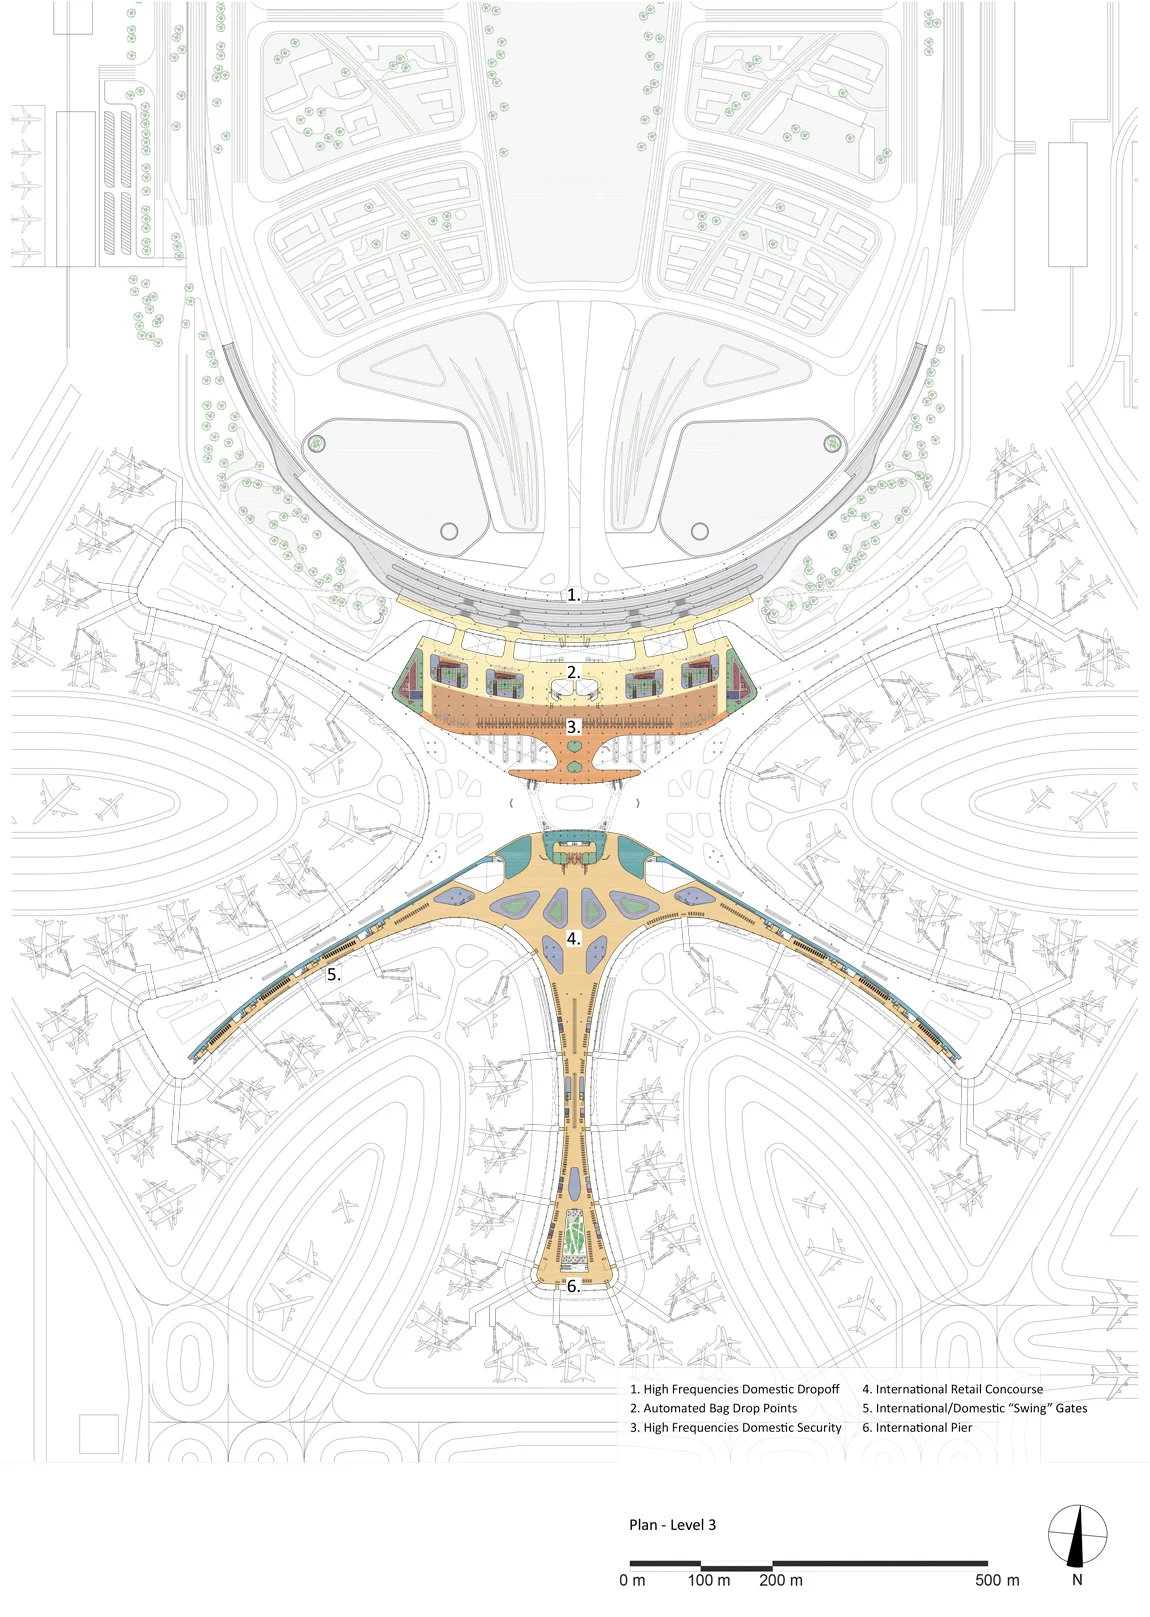 1.
2.
3.
4.
5.
6.
1. High Frequencies Domestic Dropoff
2. Automated Bag Drop Points
3. High Frequencies Domestic Security
4. International Retail Concourse
5. International/Domestic “Swing” Gates
6. International Pier
Plan - Level 3
0 m 100 m 200 m 500 m
N